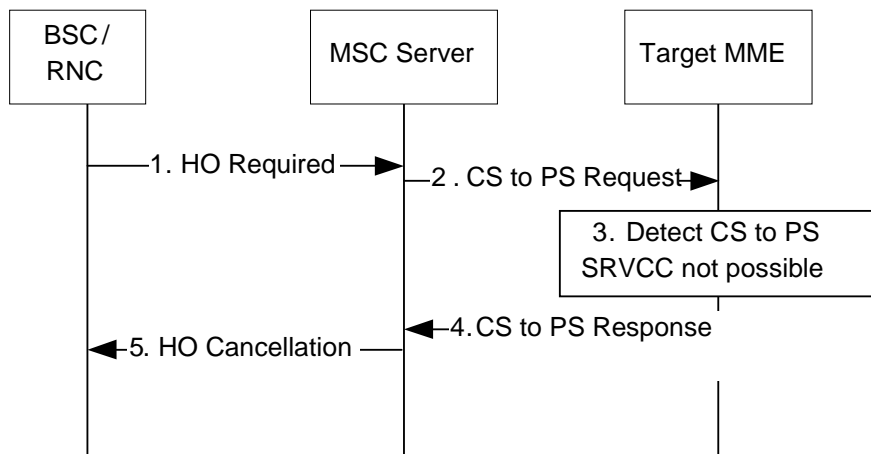 BSC/
RNC
MSC Server
Target MME
1. HO Required
2 . CS to PS Request
3. Detect CS to PS
SRVCC not possible
4. CS to PS Response
5. HO Cancellation